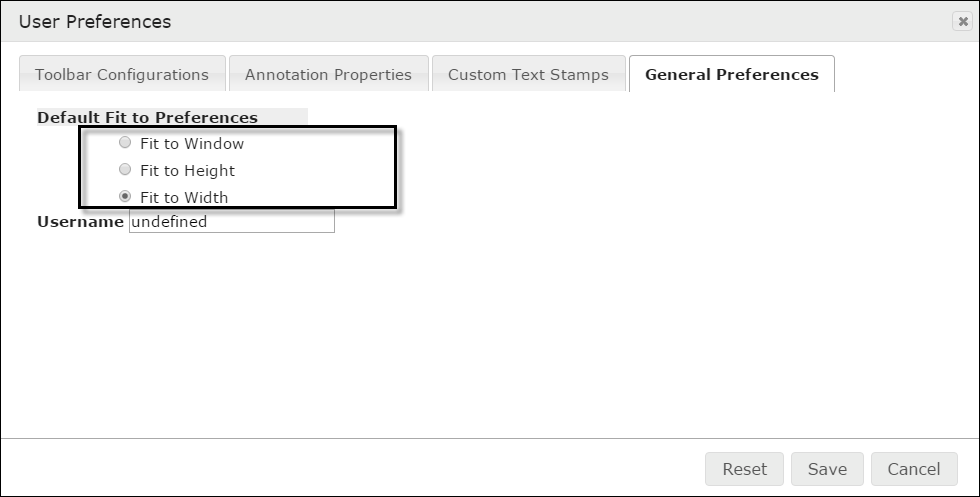 User Preferences
Toolbar Configurations Annotation Properties Custom Text Stamps General Preferences
Default Fit to Preferences
Fit to Window
Fit to Height
Fit to Width
Username undefined
Reset Save Cancel